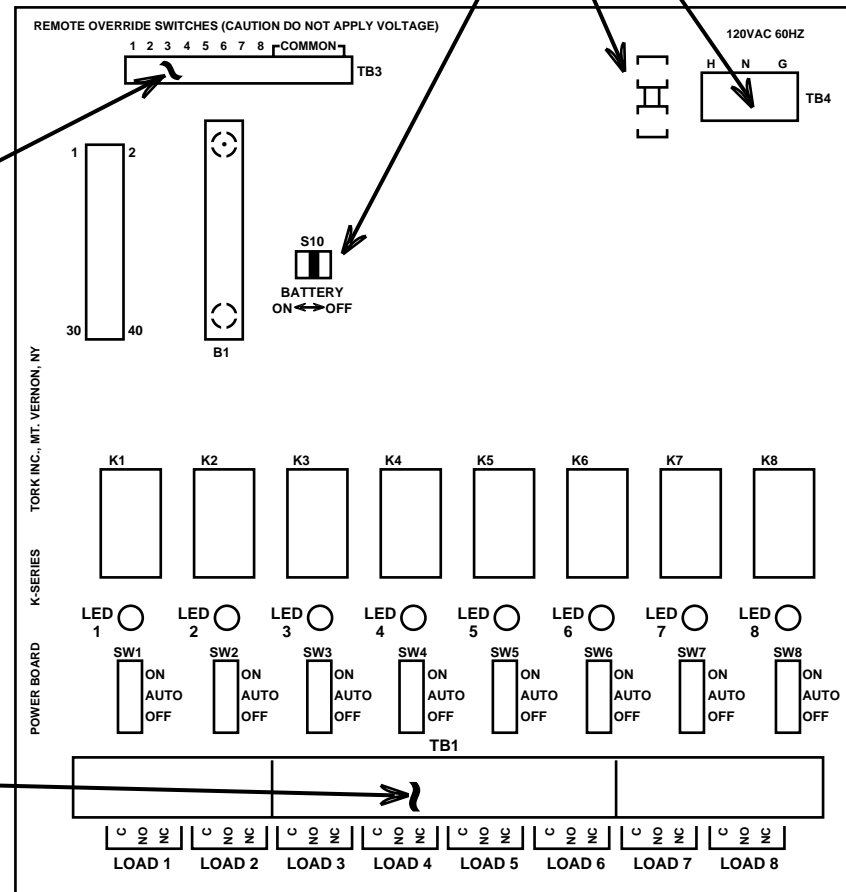 REMOTE OVERRIDE SWITCHES (CAUTION DO NOT APPLY VOLTAGE)
1 2 3 4 5 6 7 8 COMMON
TB3
120VAC 60HZ
H N G
TB4
1 2
30 40
B1
S10
BATTERY
ON OFF
TORK INC., MT. VERNON, NY
K-SERIES
POWER BOARD
K1 K2 K3 K4 K5 K6 K7 K8
LED LED LED LED LED LED LED LED
1 2 3 4 5 6 7 8
SW1 SW2 SW3 SW4 SW5 SW6 SW7 SW8
ON ON ON ON ON ON ON ON
AUTO AUTO AUTO AUTO AUTO AUTO AUTO AUTO
OFF OFF OFF OFF OFF OFF OFF OFF
TB1
C NO NC C NO NC C NO NC C NO NC C NO NC C NO NC C NO NC C NO NC
LOAD 1 LOAD 2 LOAD 3 LOAD 4 LOAD 5 LOAD 6 LOAD 7 LOAD 8